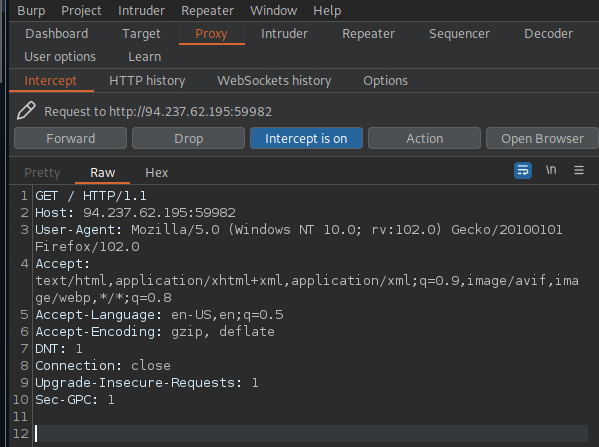 Burp Project Intruder Repeater Window Help
Dashboard Target Proxy Intruder Repeater Sequencer Decoder
User options Learn
Intercept HTTP history WebSockets history Options
Request to http://94.237.62.195:59982
Forward Drop Intercept is on Action Open Browser
Pretty Raw Hex \n
1 GET / HTTP/1.1
2 Host: 94.237.62.195:59982
3 User-Agent: Mozilla/5.0 (Windows NT 10.0; rv:102.0) Gecko/20100101
Firefox/102.0
4 Accept:
text/html,application/xhtml+xml,application/xml;q=0.9,image/avif,ima
ge/webp,*/*;q=0.8
5 Accept-Language: en-US,en;q=0.5
6 Accept-Encoding: gzip, deflate
7 DNT: 1
8 Connection: close
9 Upgrade-Insecure-Requests: 1
10 Sec-GPC: 1
11
12